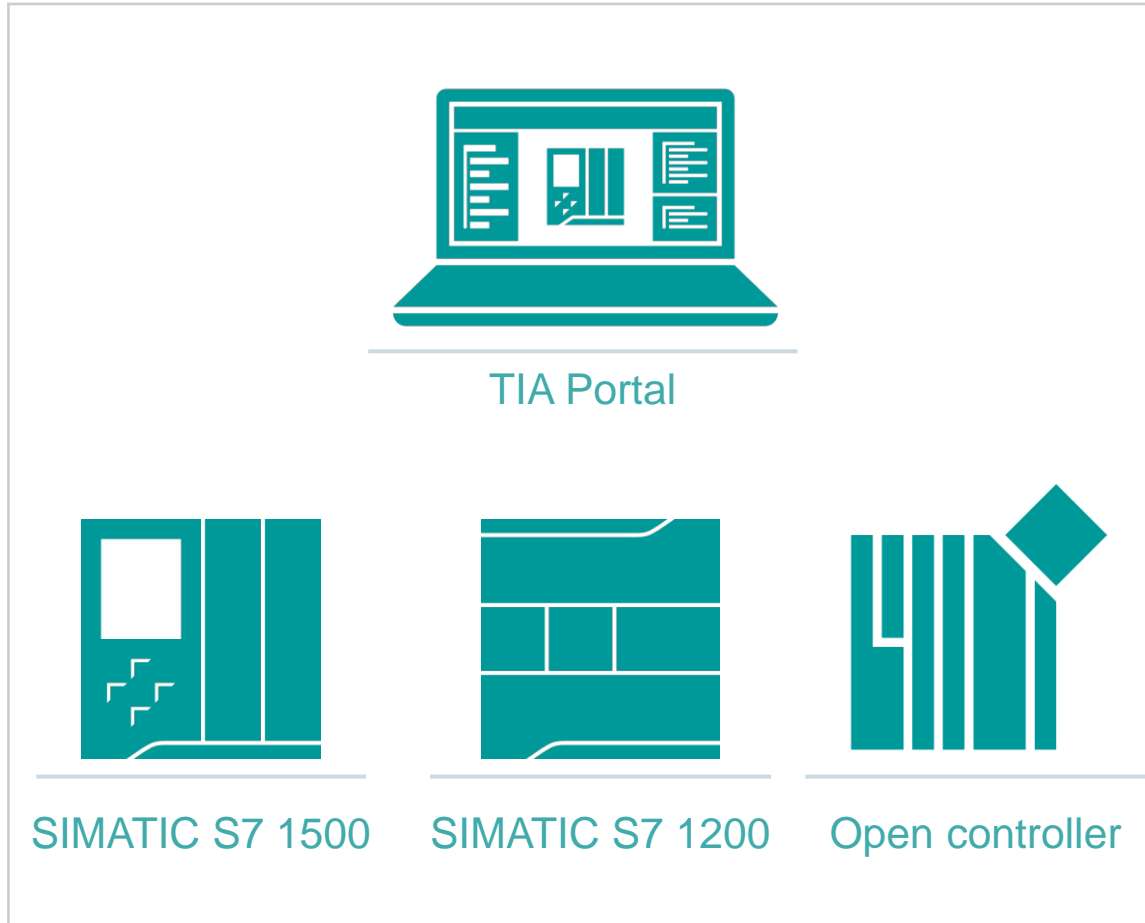 TIA Portal
SIMATIC S7 1500
SIMATIC S7 1200
Open controller